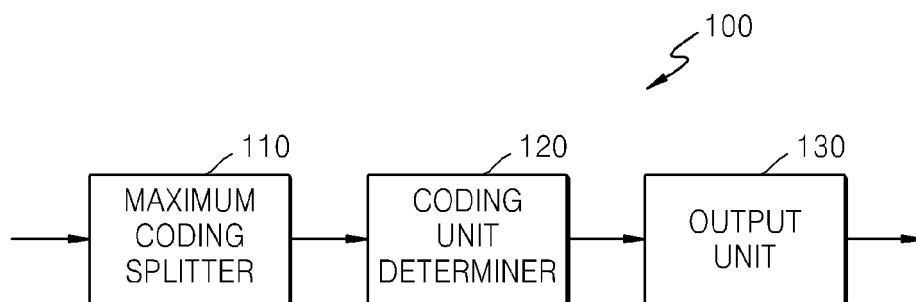 100
110
120
130
MAXIMUM
CODING
SPLITTER
CODING
UNIT
DETERMINER
OUTPUT
UNIT